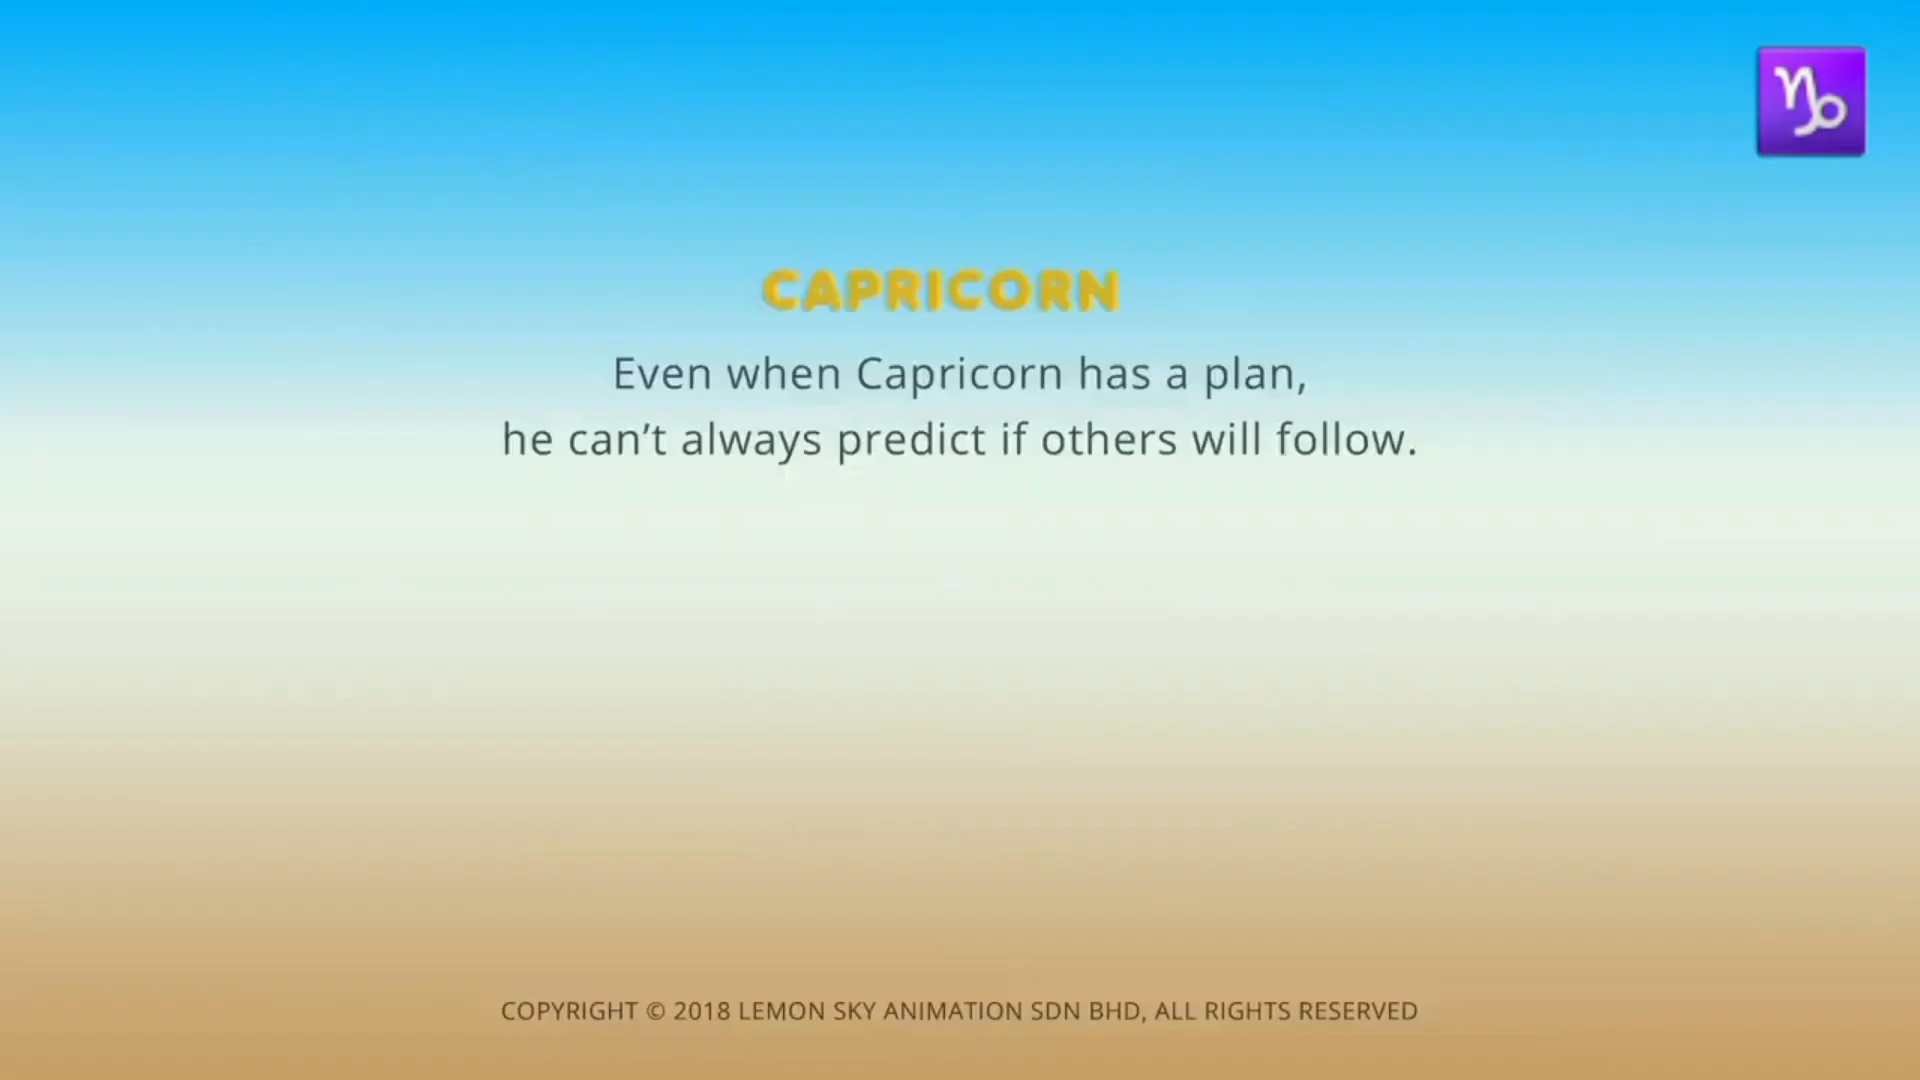 CAPRICORN
Even when Capricorn has a plan,
he can’t always predict if others will follow.
COPYRIGHT © 2018 LEMON SKY ANIMATION SDN BHD, ALL RIGHTS RESERVED